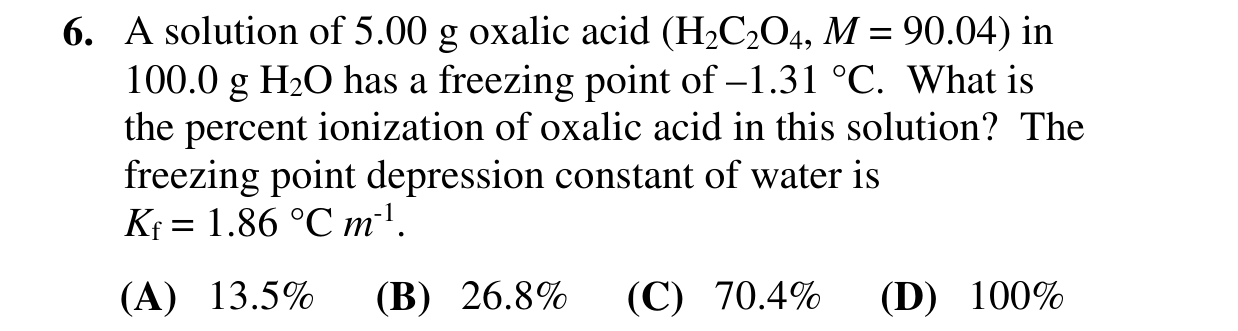 6. A solution of 5.00 g oxalic acid (H₂C₂O₄, M = 90.04) in
100.0 g H₂O has a freezing point of –1.31 °C. What is
the percent ionization of oxalic acid in this solution? The
freezing point depression constant of water is
K_f = 1.86 °C m⁻¹.
(A) 13.5% (B) 26.8% (C) 70.4% (D) 100%